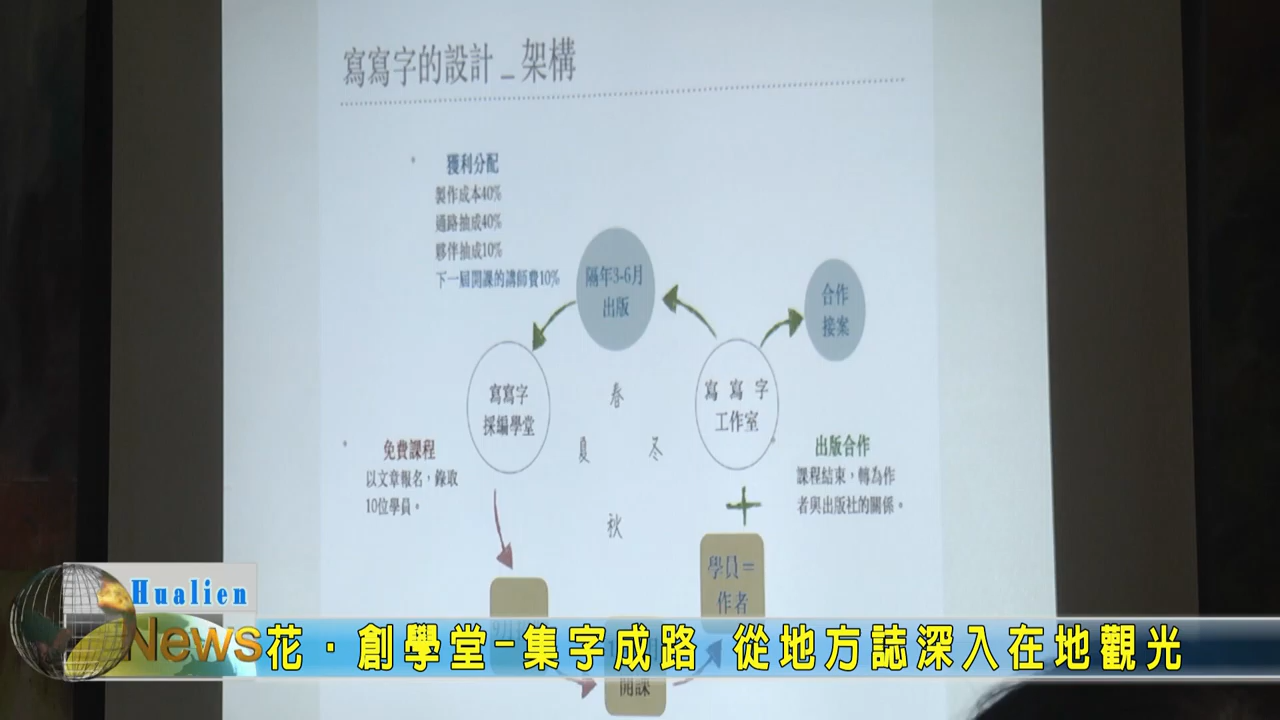 寫寫字的設計_架構
獲利分配
製作成本40%
通路抽成40%
夥伴抽成10%
下一屆開課的講師費10%
隔年3-6月
出版
合作
接案
寫寫字
採編學堂
寫寫字
工作室
春
夏
冬
秋
免費課程
以文章報名，錄取
10位學員。
出版合作
課程結束，轉為作
者與出版社的關係。
學員＝
作者
開課
Hualien
News
花·創學堂-集字成路 從地方誌深入在地觀光